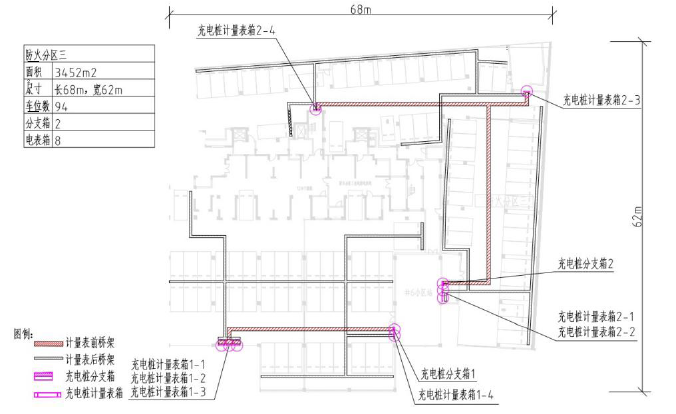 68m
充电桩计量表箱2-4
防火分区三
面积 3452m2
尺寸 长68m，宽62m
车位数 94
分支箱 2
电表箱 8
充电桩计量表箱2-3
62m
充电桩分支箱2
充电桩计量表箱2-1
充电桩计量表箱2-2
图例:
计量表前桥架
计量表后桥架
充电桩分支箱
充电桩计量表箱
充电桩计量表箱1-1
充电桩计量表箱1-2
充电桩计量表箱1-3
充电桩分支箱1
充电桩计量表箱1-4